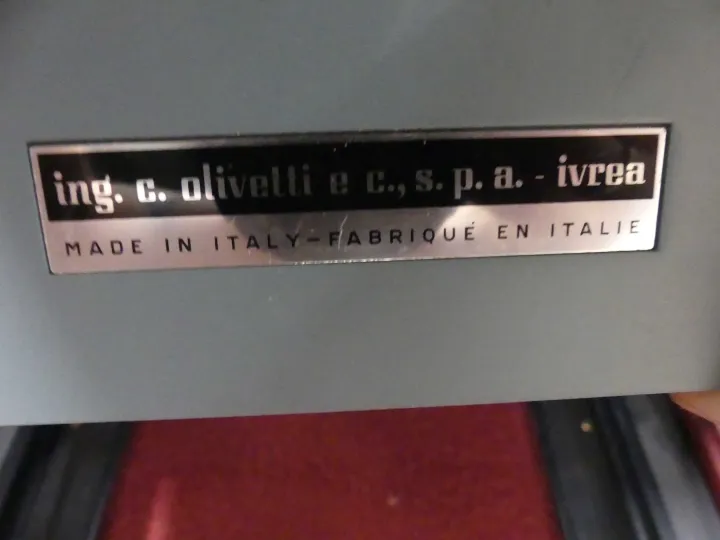 ing. c. olivetti e c., s. p. a. - ivrea
MADE IN ITALY-FABRIQUÉ EN ITALIE